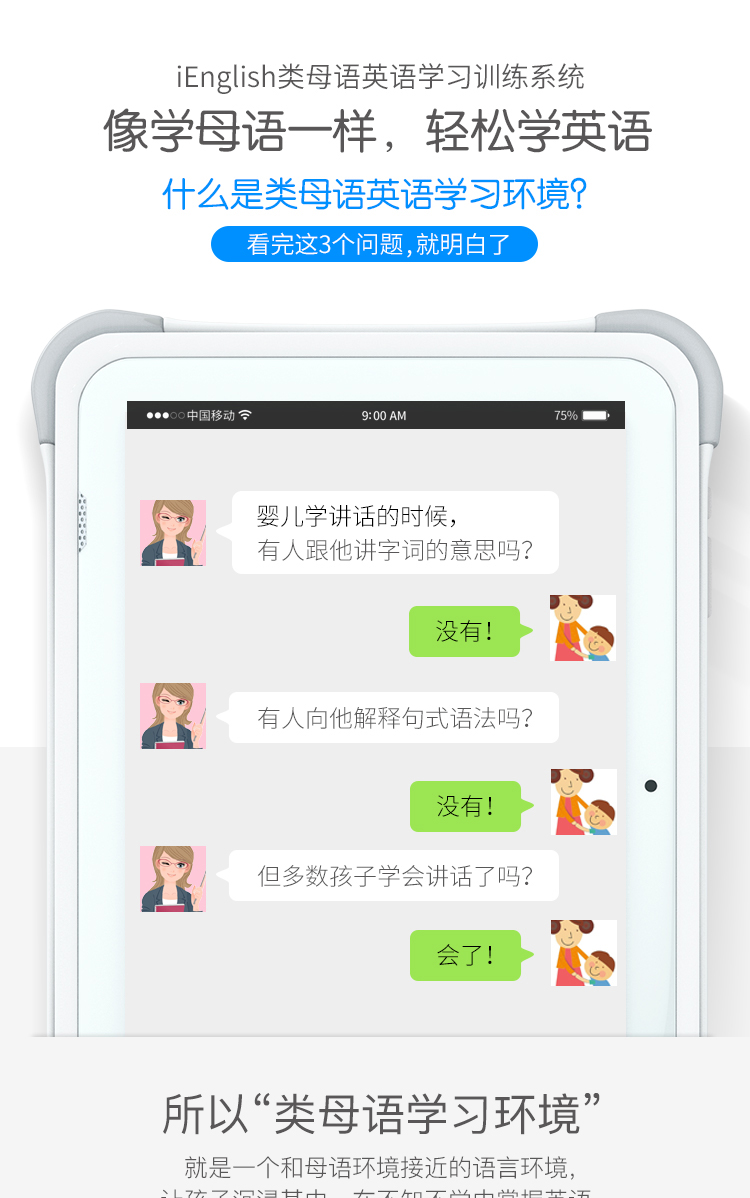 iEnglish类母语英语学习训练系统
像学母语一样，轻松学英语
什么是类母语英语学习环境？
看完这3个问题,就明白了
中国移动 9:00 AM 75%
婴儿学讲话的时候，
有人跟他讲字词的意思吗？
没有！
有人向他解释句式语法吗？
没有！
但多数孩子学会讲话了吗？
会了！
所以“类母语学习环境”
就是一个和母语环境接近的语言环境，